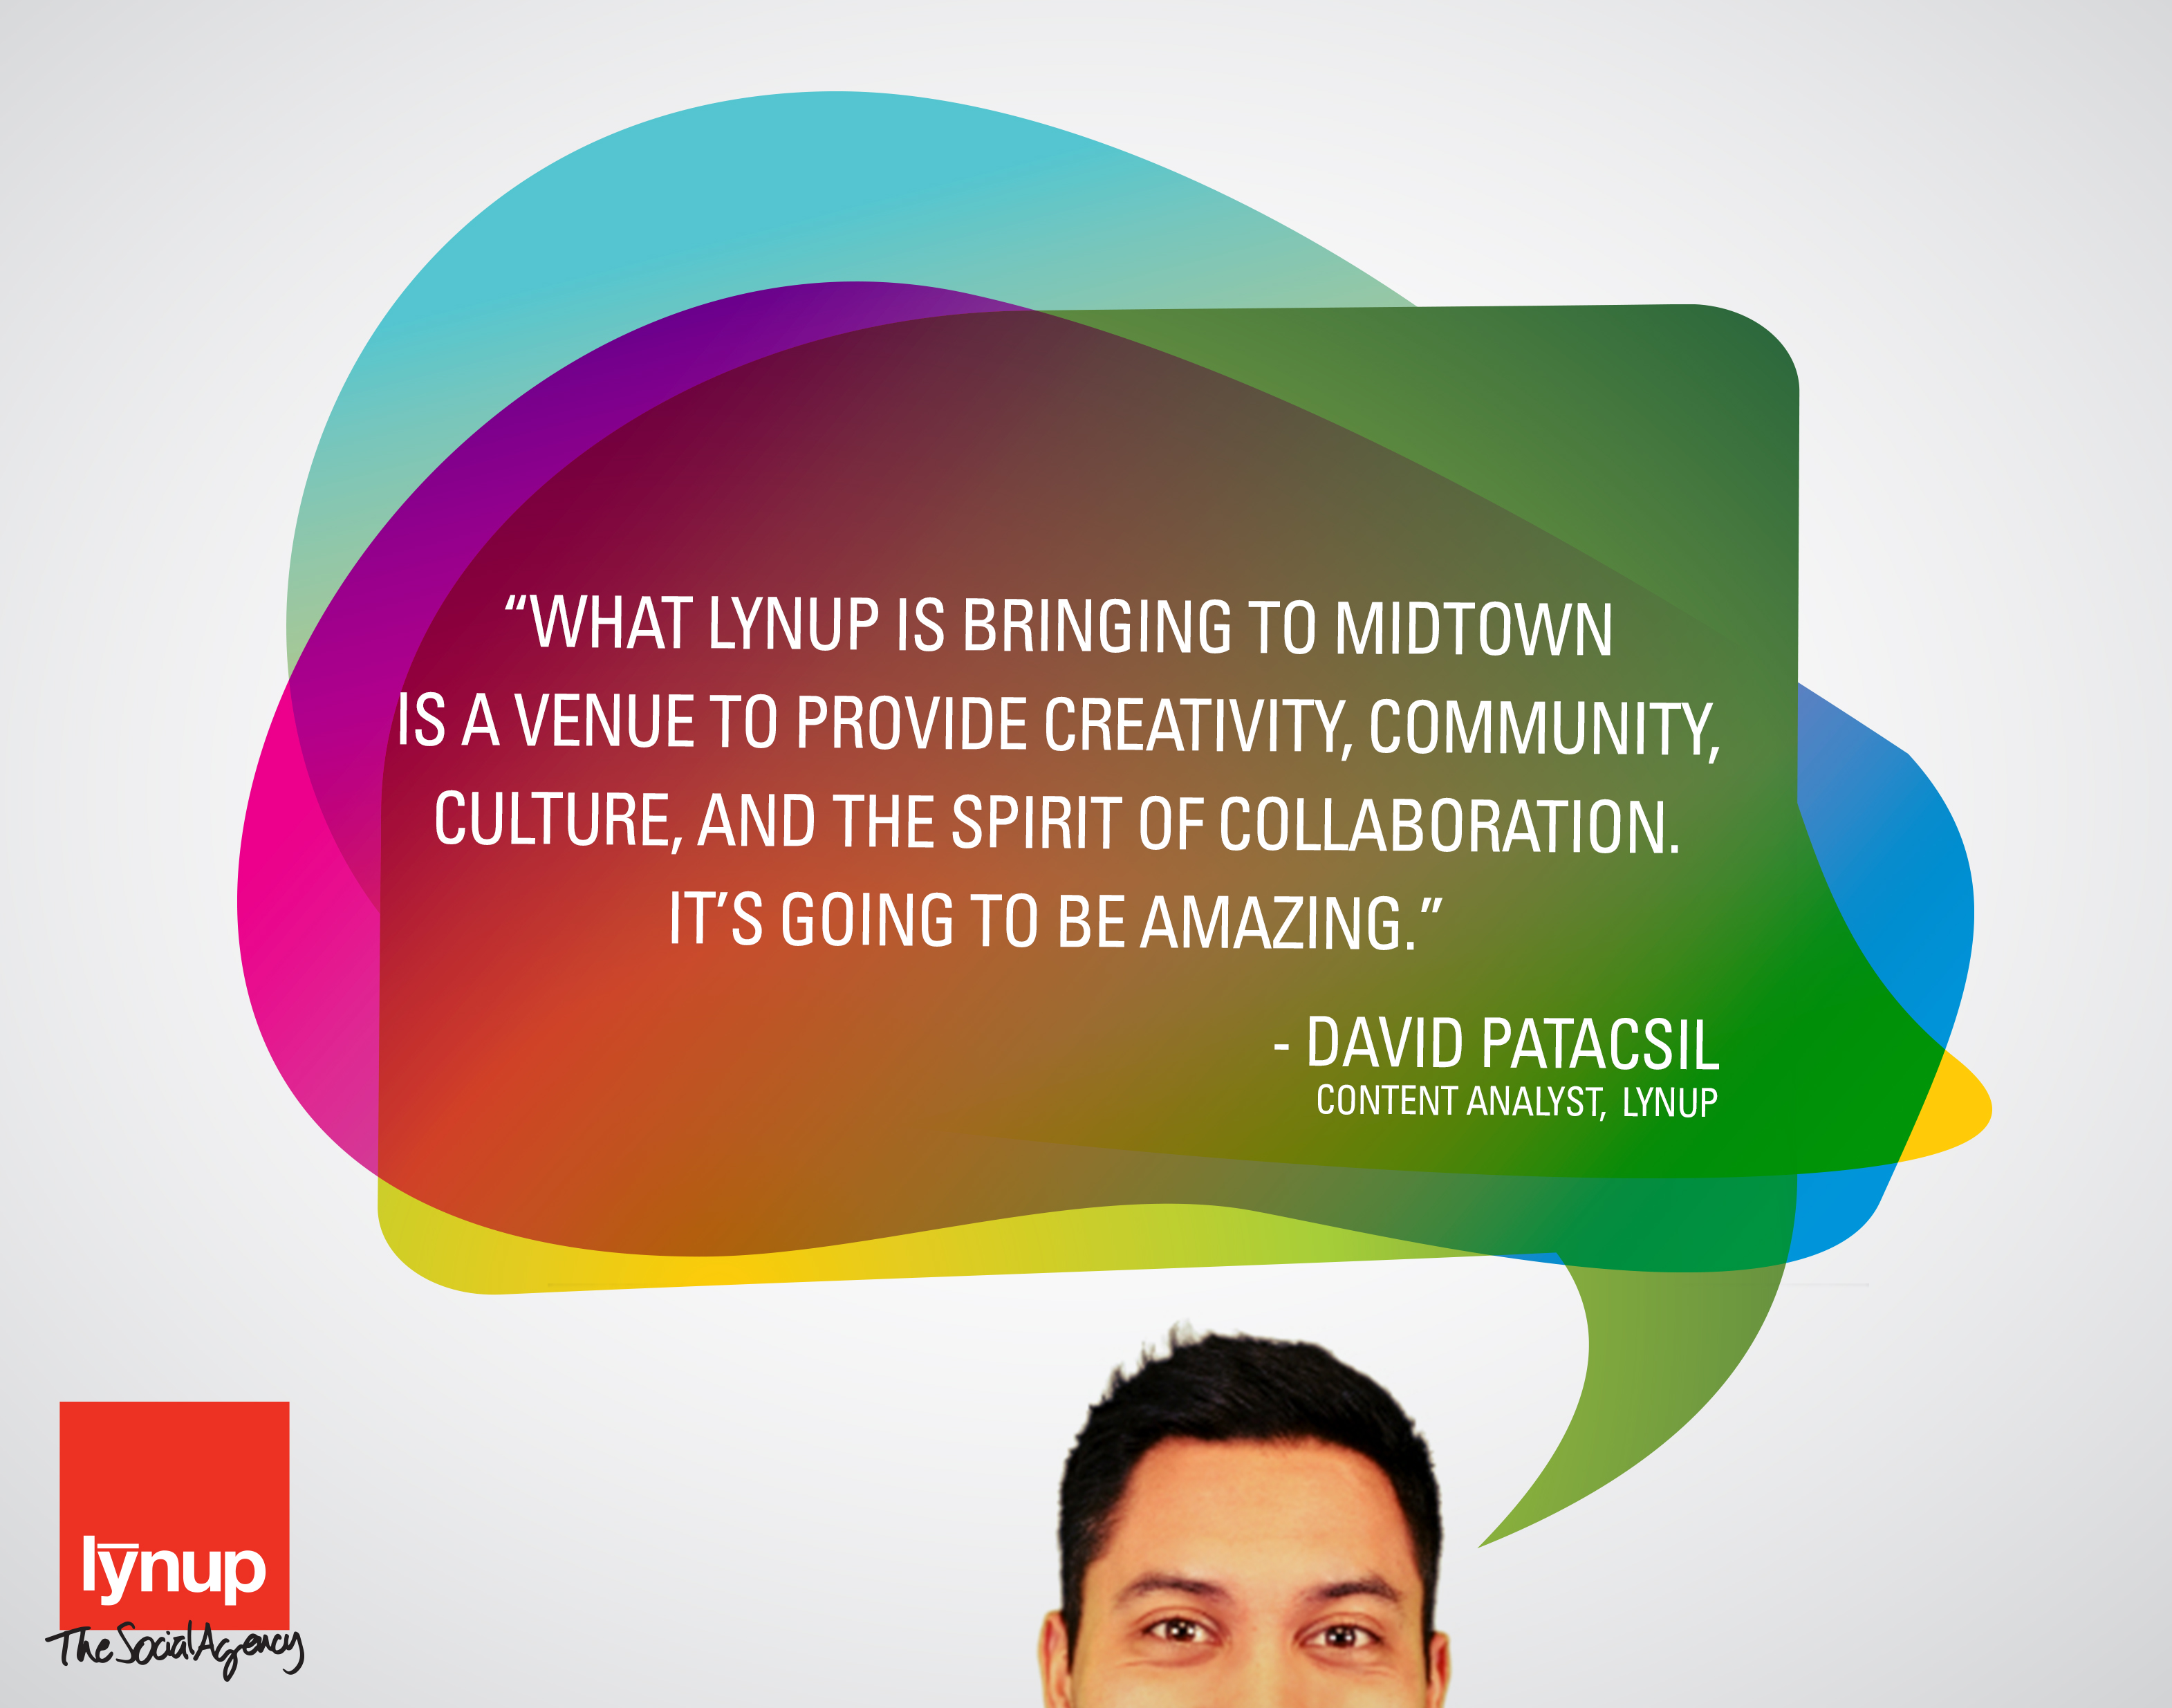 “WHAT LYNUP IS BRINGING TO MIDTOWN
IS A VENUE TO PROVIDE CREATIVITY, COMMUNITY,
CULTURE, AND THE SPIRIT OF COLLABORATION.
IT’S GOING TO BE AMAZING.”
- DAVID PATACSIL
CONTENT ANALYST, LYNUP
lynup
The Social Agency